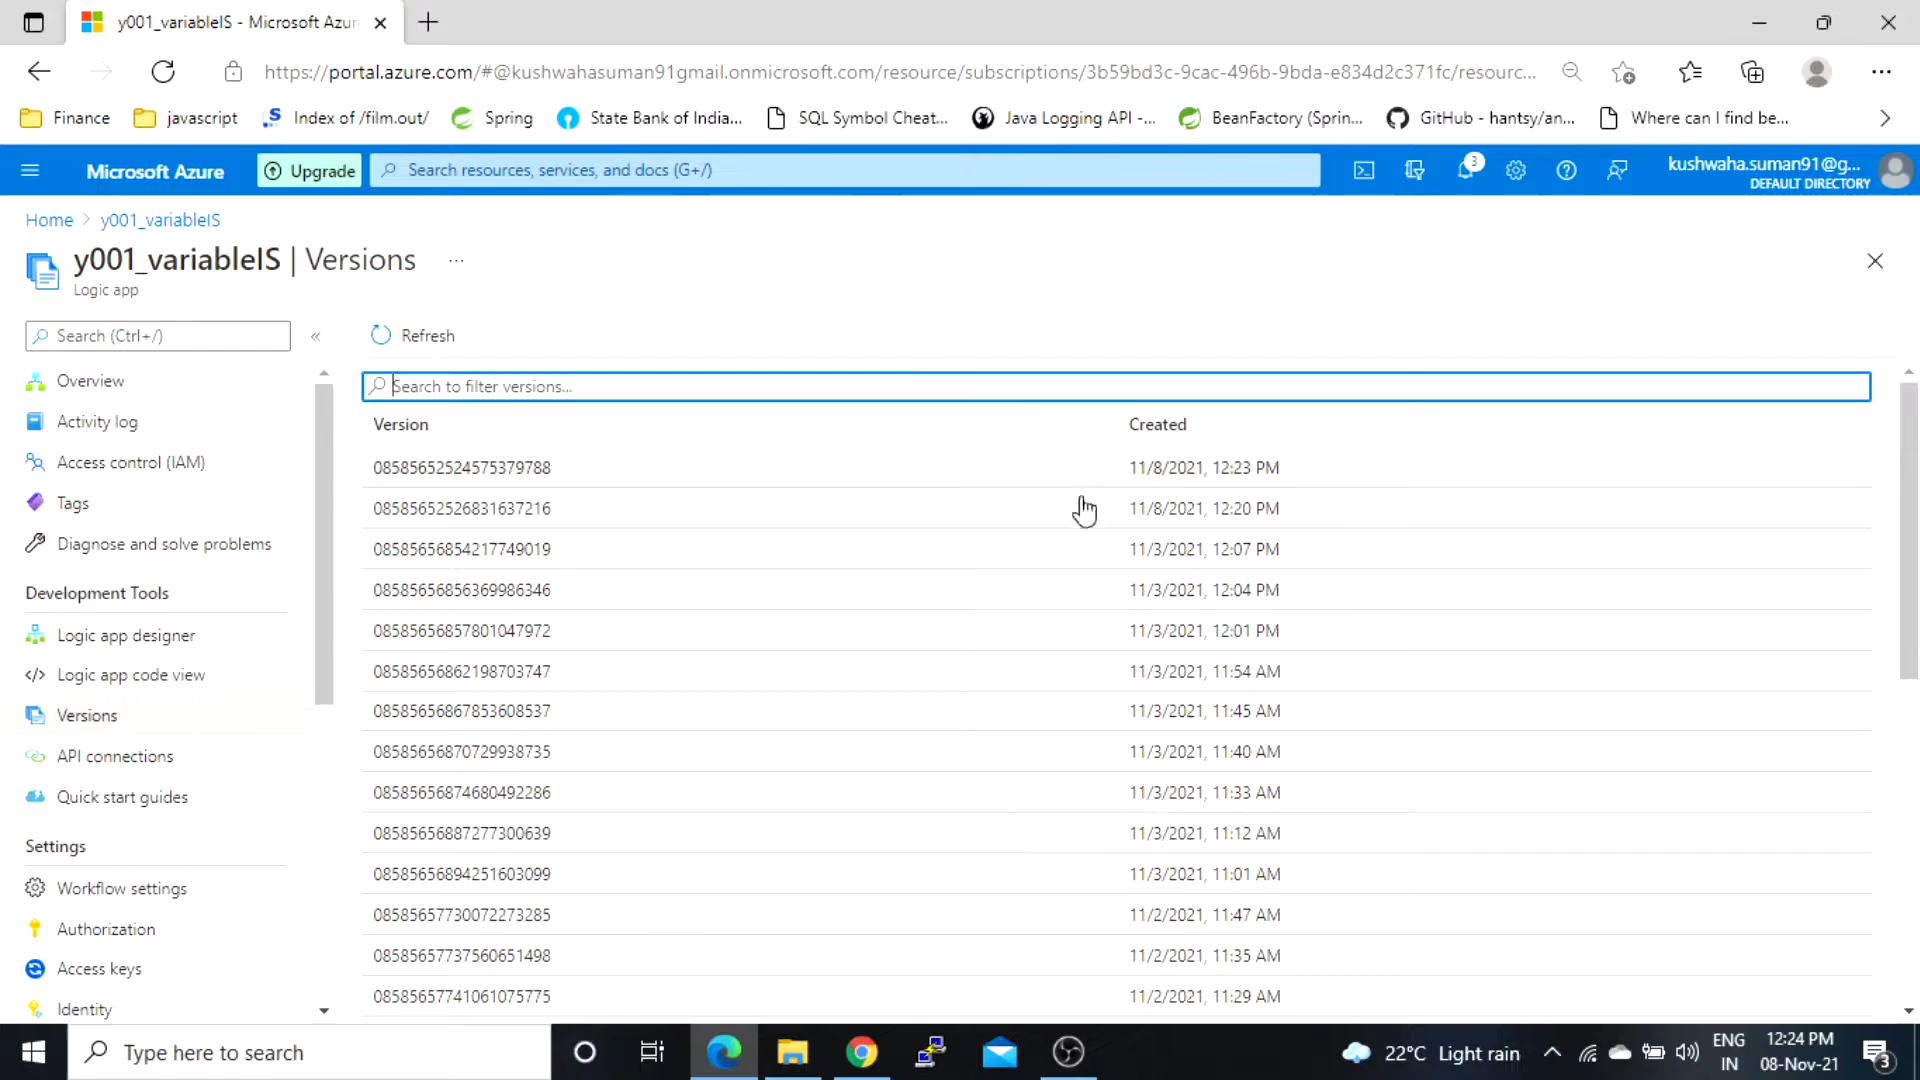 y001_variableIS - Microsoft Azur
https://portal.azure.com/#@kushwahasuman91gmail.onmicrosoft.com/resource/subscriptions/3b59bd3c-9cac-496b-9bda-e834d2c371fc/resourc...
Finance javascript Index of /film.out/ Spring State Bank of India... SQL Symbol Cheat... Java Logging API -... BeanFactory (Sprin... GitHub - hantsy/an... Where can I find be...
Microsoft Azure Upgrade Search resources, services, and docs (G+/) 3 kushwaha.suman91@g...
DEFAULT DIRECTORY
Home > y001_variableIS
y001_variableIS | Versions ...
Logic app
Search (Ctrl+/) « Refresh
Search to filter versions...
Overview
Activity log
Access control (IAM)
Tags
Diagnose and solve problems
Development Tools
Logic app designer
</> Logic app code view
Versions
API connections
Quick start guides
Settings
Workflow settings
Authorization
Access keys
Identity
Version Created
08585652524575379788 11/8/2021, 12:23 PM
08585652526831637216 11/8/2021, 12:20 PM
08585656854217749019 11/3/2021, 12:07 PM
08585656856369986346 11/3/2021, 12:04 PM
08585656857801047972 11/3/2021, 12:01 PM
08585656862198703747 11/3/2021, 11:54 AM
08585656867853608537 11/3/2021, 11:45 AM
08585656870729938735 11/3/2021, 11:40 AM
08585656874680492286 11/3/2021, 11:33 AM
08585656887277300639 11/3/2021, 11:12 AM
08585656894251603099 11/3/2021, 11:01 AM
08585657730072273285 11/2/2021, 11:47 AM
08585657737560651498 11/2/2021, 11:35 AM
08585657741061075775 11/2/2021, 11:29 AM
Type here to search 22°C Light rain ENG 12:24 PM
IN 08-Nov-21 3